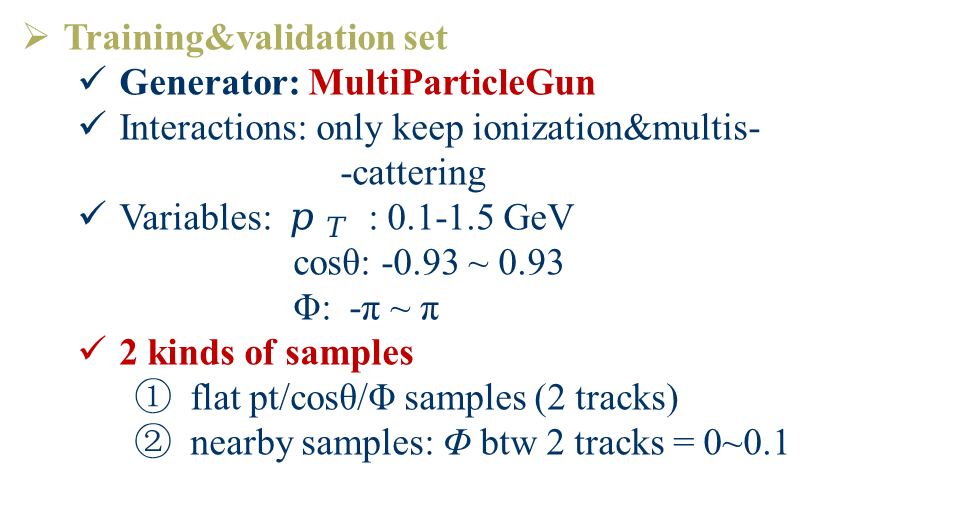 ➢ Training&validation set
✓ Generator: MultiParticleGun
✓ Interactions: only keep ionization&multis-
-cattering
✓ Variables: p T : 0.1-1.5 GeV
cosθ: -0.93 ~ 0.93
Φ: -π ~ π
✓ 2 kinds of samples
① flat pt/cosθ/Φ samples (2 tracks)
② nearby samples: Φ btw 2 tracks = 0~0.1